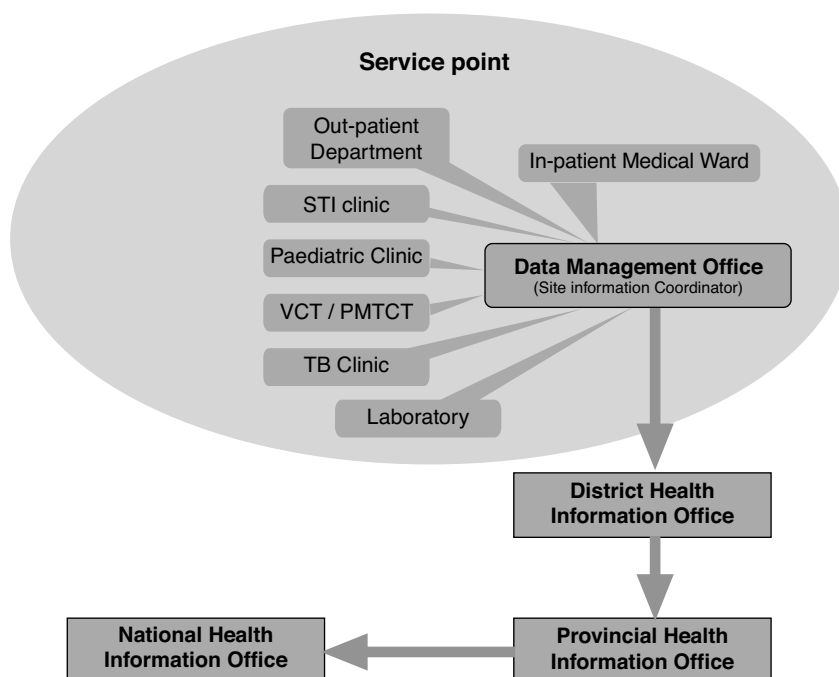 Service point
Out-patient
Department
In-patient Medical Ward
STI clinic
Paediatric Clinic
Data Management Office
(Site information Coordinator)
VCT / PMTCT
TB Clinic
Laboratory
District Health
Information Office
National Health
Information Office
Provincial Health
Information Office